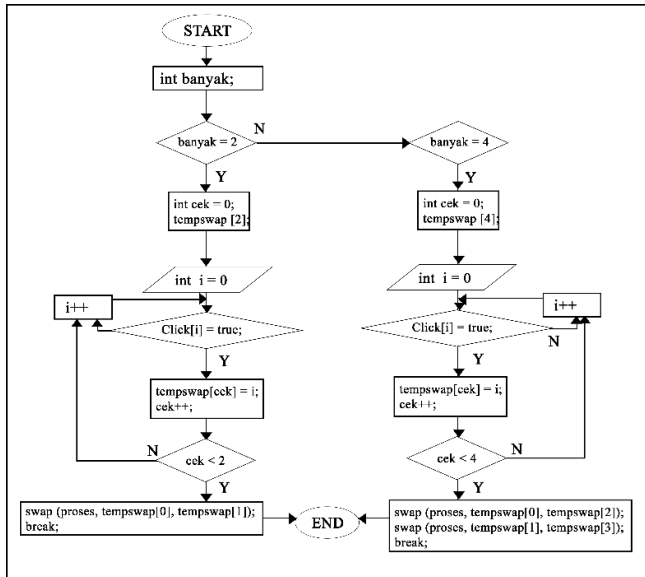 START
int banyak;
banyak = 2
N
banyak = 4
Y
Y
int cek = 0;
tempswap [2];
int cek = 0;
tempswap [4];
int i = 0
int i = 0
i++
i++
Click[i] = true;
Click[i] = true;
N
Y
Y
tempswap[cek] = i;
cek++;
tempswap[cek] = i;
cek++;
N
cek < 2
cek < 4
N
Y
Y
swap (proses, tempswap[0], tempswap[1]);
break;
END
swap (proses, tempswap[0], tempswap[2]);
swap (proses, tempswap[1], tempswap[3]);
break;